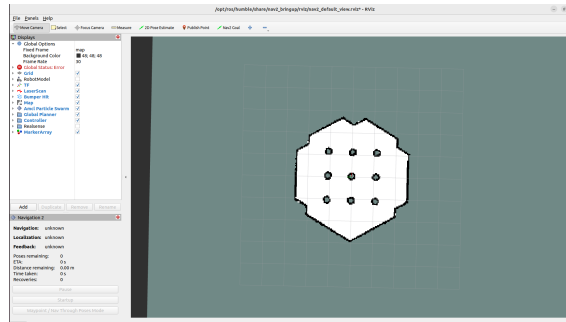 /opt/ros/humble/share/nav2_bringup/rviz/nav2_default_view.rviz* - RViz
File Panels Help
Move Camera Select Focus Camera Measure 2D Pose Estimate Publish Point Nav2 Goal
Displays
Global Options
Fixed Frame map
Background Color 48; 48; 48
Frame Rate 30
Global Status: Error
Grid
RobotModel
TF
LaserScan
Bumper Hit
Map
Amcl Particle Swarm
Global Planner
Controller
Realsense
MarkerArray
Add Duplicate Remove Rename
Navigation 2
Navigation: unknown
Localization: unknown
Feedback: unknown
Poses remaining: 0
ETA: 0 s
Distance remaining: 0.00 m
Time taken: 0 s
Recoveries: 0
Pause
Startup
Waypoint / Nav Through Poses Mode